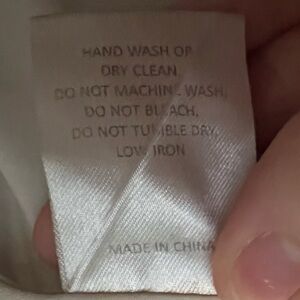 HAND WASH OR
DRY CLEAN,
DO NOT MACHINE WASH,
DO NOT BLEACH,
DO NOT TUMBLE DRY,
LOW IRON
MADE IN CHINA